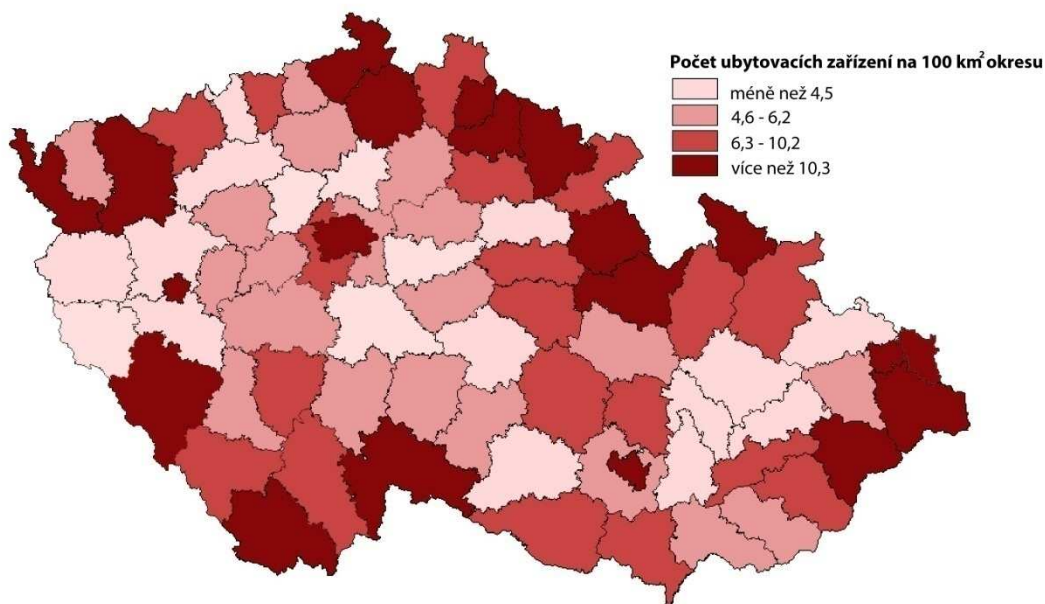 Počet ubytovacích zařízení na 100 km² okresu
méně než 4,5
4,6 - 6,2
6,3 - 10,2
více než 10,3